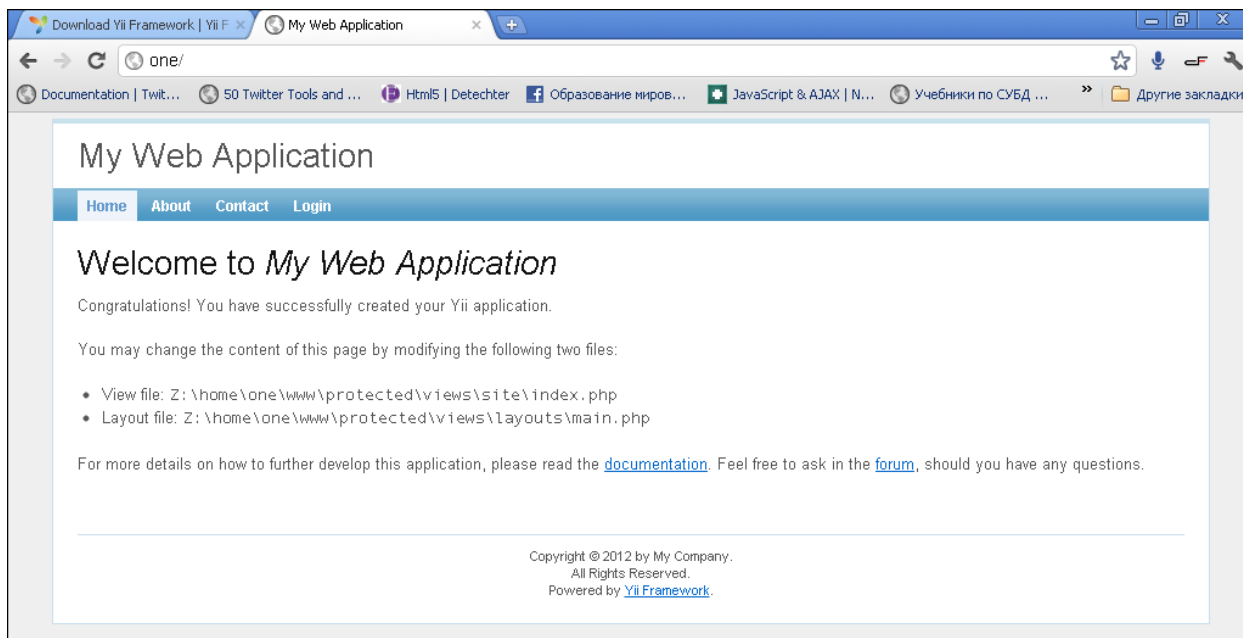 Download Yii Framework | Yii F
My Web Application
one/
Documentation | Twit...
50 Twitter Tools and ...
Html5 | Detechter
Образование миров...
JavaScript & AJAX | N...
Учебники по СУБД ...
»
Другие закладки
My Web Application
Home About Contact Login
Welcome to My Web Application
Congratulations! You have successfully created your Yii application.
You may change the content of this page by modifying the following two files:
• View file: Z:\home\one\www\protected\views\site\index.php
• Layout file: Z:\home\one\www\protected\views\layouts\main.php
For more details on how to further develop this application, please read the documentation. Feel free to ask in the forum, should you have any questions.
Copyright © 2012 by My Company.
All Rights Reserved.
Powered by Yii Framework.